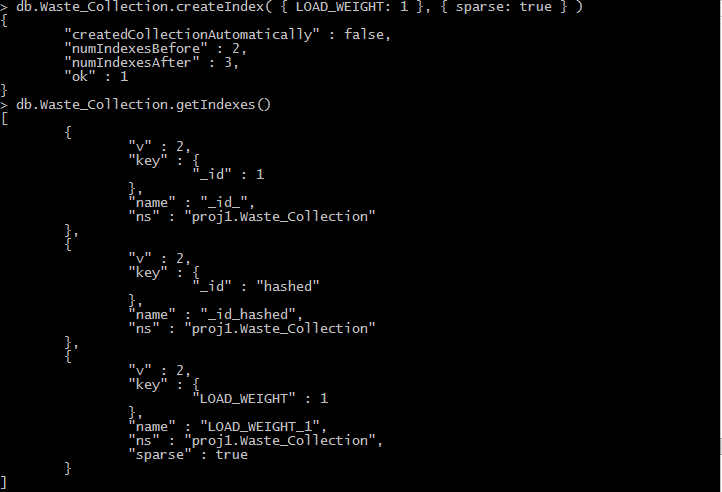 > db.Waste_Collection.createIndex( { LOAD_WEIGHT: 1 }, { sparse: true } )
{
        "createdCollectionAutomatically" : false,
        "numIndexesBefore" : 2,
        "numIndexesAfter" : 3,
        "ok" : 1
}
> db.Waste_Collection.getIndexes()
[
        {
                "v" : 2,
                "key" : {
                        "_id" : 1
                },
                "name" : "_id_",
                "ns" : "proj1.Waste_Collection"
        },
        {
                "v" : 2,
                "key" : {
                        "_id" : "hashed"
                },
                "name" : "_id_hashed",
                "ns" : "proj1.Waste_Collection"
        },
        {
                "v" : 2,
                "key" : {
                        "LOAD_WEIGHT" : 1
                },
                "name" : "LOAD_WEIGHT_1",
                "ns" : "proj1.Waste_Collection",
                "sparse" : true
        }
]